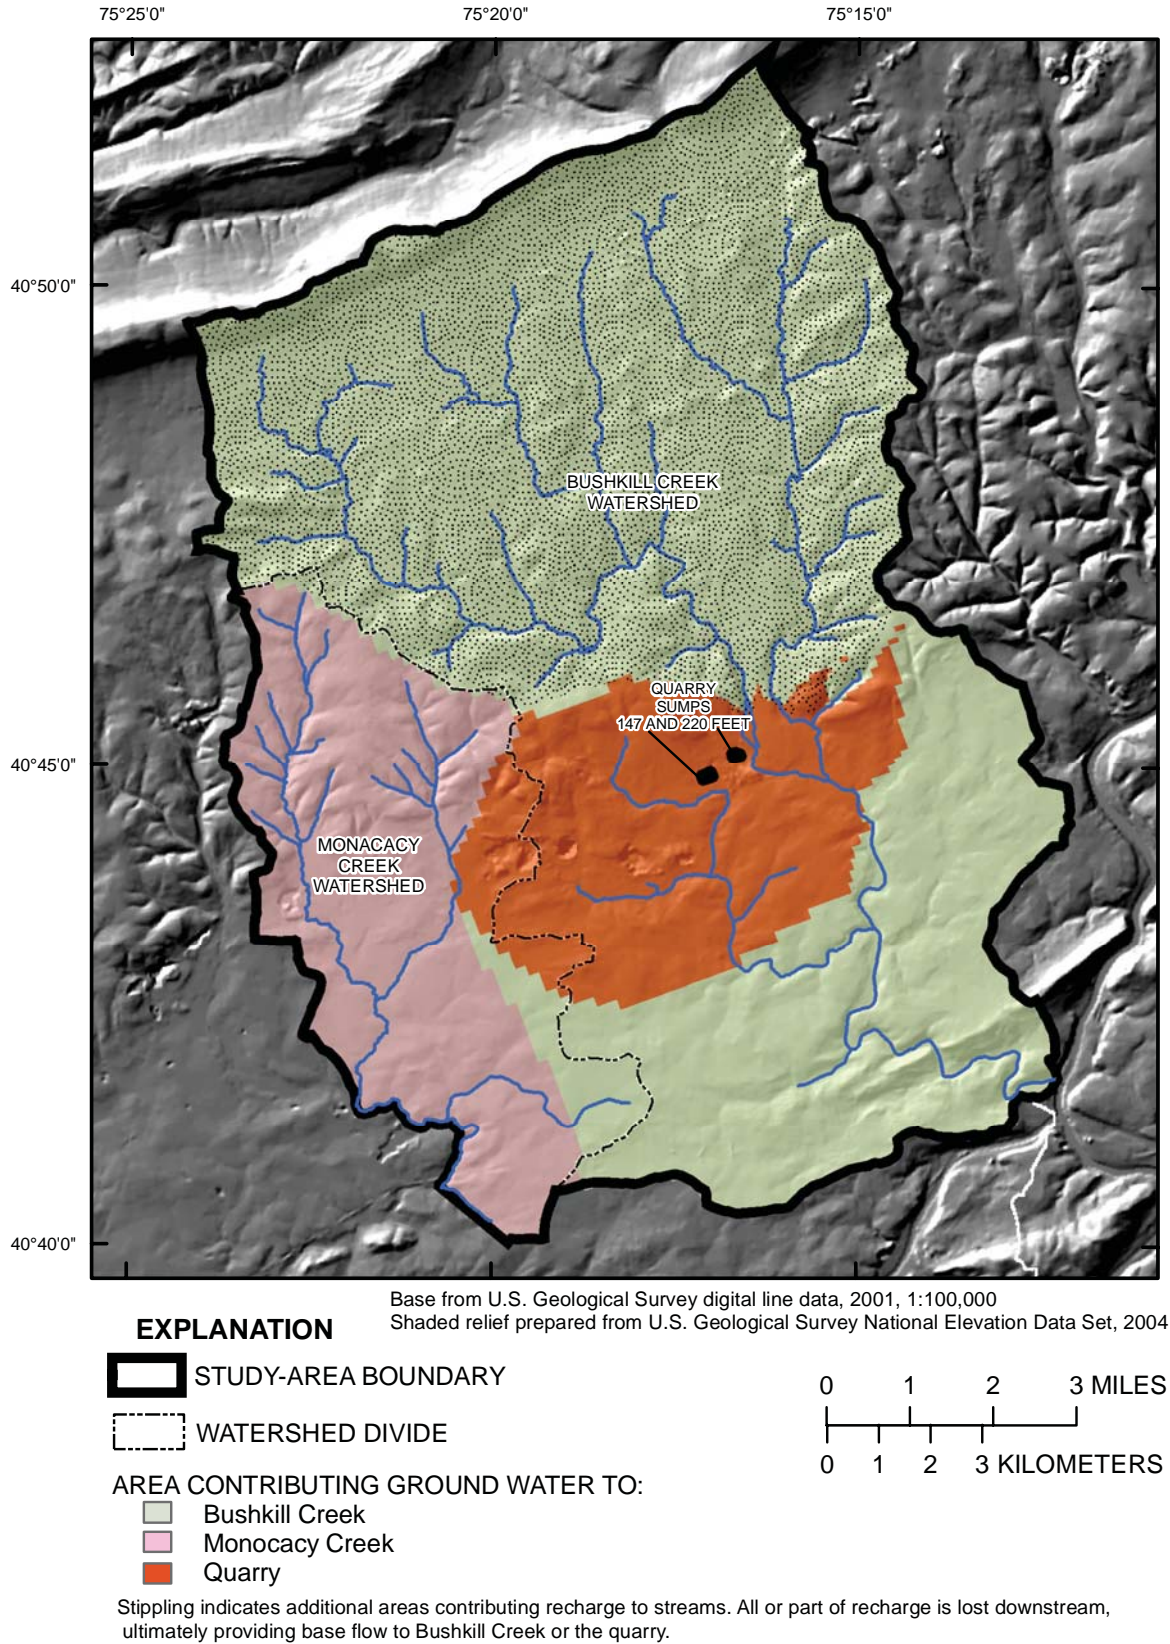 75°25'0" 75°20'0" 75°15'0"
40°50'0"
BUSHKILL CREEK
WATERSHED
QUARRY
SUMPS
147 AND 220 FEET
40°45'0"
MONACACY
CREEK
WATERSHED
40°40'0"
Base from U.S. Geological Survey digital line data, 2001, 1:100,000
Shaded relief prepared from U.S. Geological Survey National Elevation Data Set, 2004
EXPLANATION
STUDY-AREA BOUNDARY
WATERSHED DIVIDE
0 1 2 3 MILES
0 1 2 3 KILOMETERS
AREA CONTRIBUTING GROUND WATER TO:
Bushkill Creek
Monocacy Creek
Quarry
Stippling indicates additional areas contributing recharge to streams. All or part of recharge is lost downstream,
ultimately providing base flow to Bushkill Creek or the quarry.